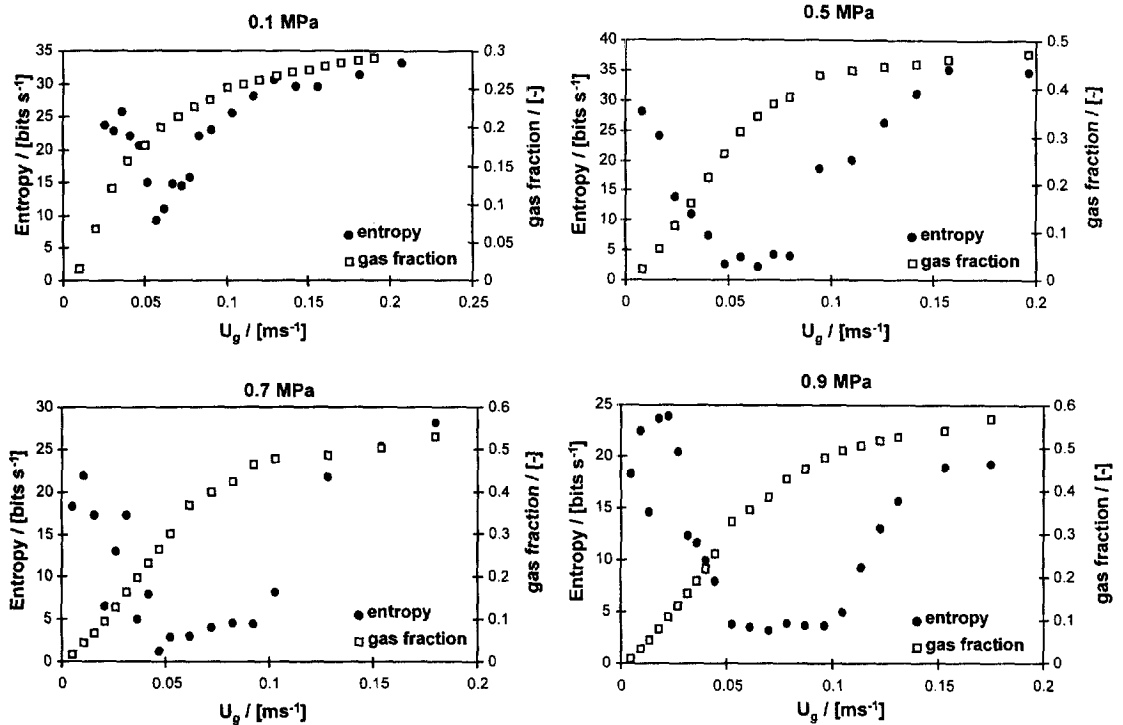 0.1 MPa
35
30
25
20
15
10
5
0
Entropy / [bits s⁻¹]
0.3
0.25
0.2
0.15
0.1
0.05
0
gas fraction / [-]
entropy
gas fraction
0 0.05 0.1 0.15 0.2 0.25
Ug / [ms⁻¹]
0.5 MPa
40
35
30
25
20
15
10
5
0
Entropy / [bits s⁻¹]
0.5
0.4
0.3
0.2
0.1
0
gas fraction / [-]
entropy
gas fraction
0 0.05 0.1 0.15 0.2
Ug / [ms⁻¹]
0.7 MPa
30
25
20
15
10
5
0
Entropy / [bits s⁻¹]
0.6
0.5
0.4
0.3
0.2
0.1
0
gas fraction / [-]
entropy
gas fraction
0 0.05 0.1 0.15 0.2
Ug / [ms⁻¹]
0.9 MPa
25
20
15
10
5
0
Entropy / [bits s⁻¹]
0.6
0.5
0.4
0.3
0.2
0.1
0
gas fraction / [-]
entropy
gas fraction
0 0.05 0.1 0.15 0.2
Ug / [ms⁻¹]